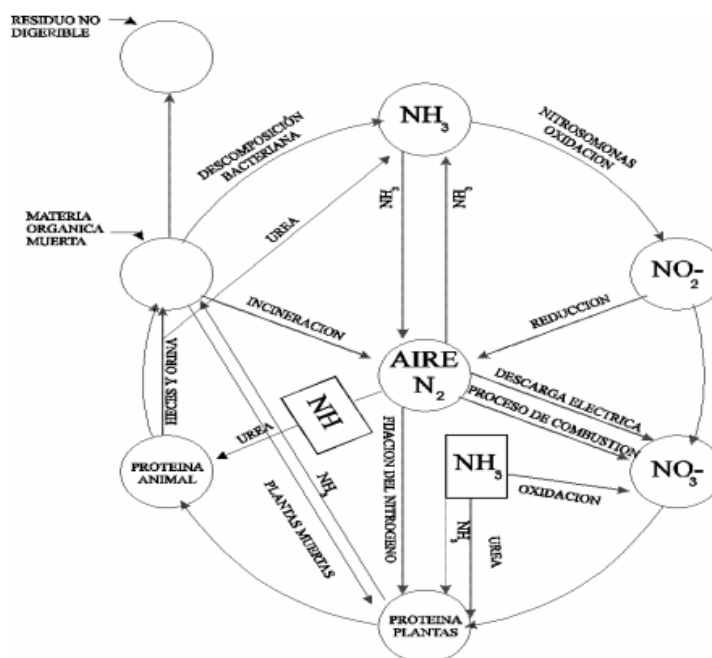 RESIDUO NO
DIGERIBLE
NH3
DESCOMPOSICIÓN
BACTERIANA
NITROSOMONAS
OXIDACION
UREA
NH3
NH3
MATERIA
ORGANICA
MUERTA
NO-2
INCINERACION
REDUCCION
AIRE
N2
HECES Y ORINA
DESCARGA ELECTRICA
PROCESO DE COMBUSTION
NH
UREA
FIJACION DEL NITROGENO
PROTEINA
ANIMAL
NH3
NH3
NO-3
OXIDACION
PLANTAS MUERTAS
NH3
UREA
PROTEINA
PLANTAS